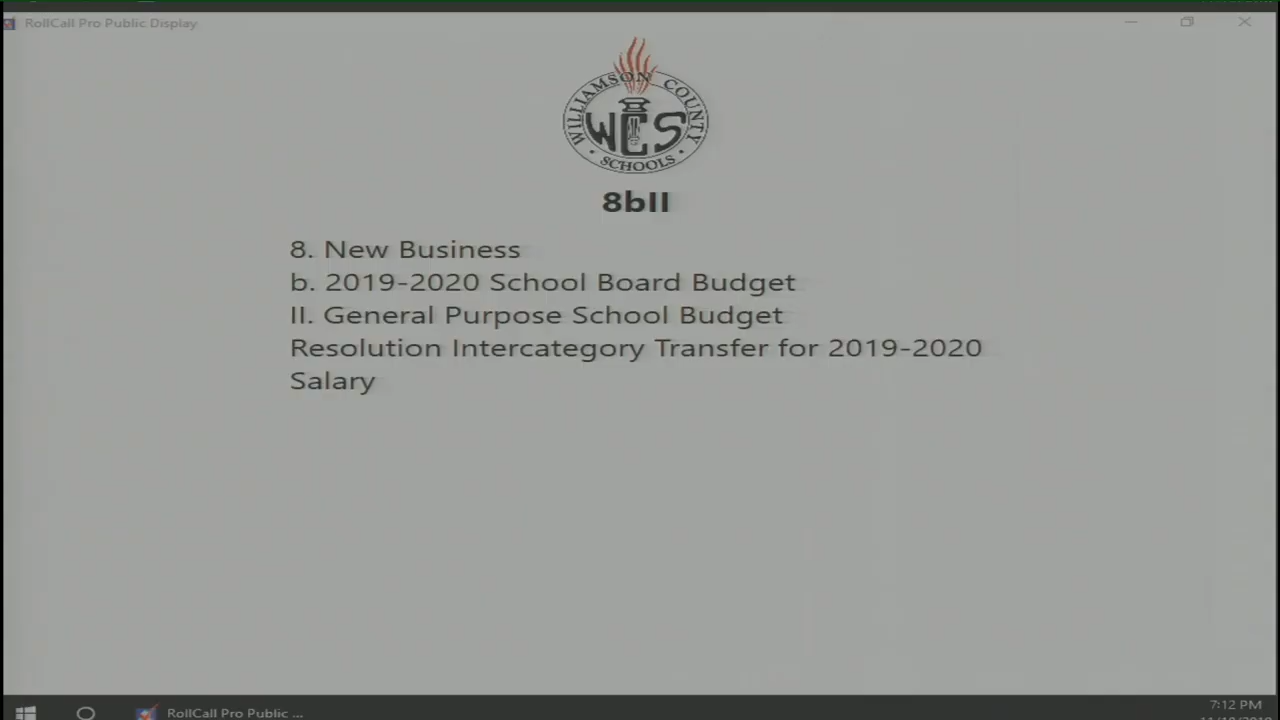 RollCall Pro Public Display
WILLIAMSON COUNTY
WCS
SCHOOLS
8bII
8. New Business
b. 2019-2020 School Board Budget
II. General Purpose School Budget
Resolution Intercategory Transfer for 2019-2020
Salary
RollCall Pro Public ...
7:12 PM